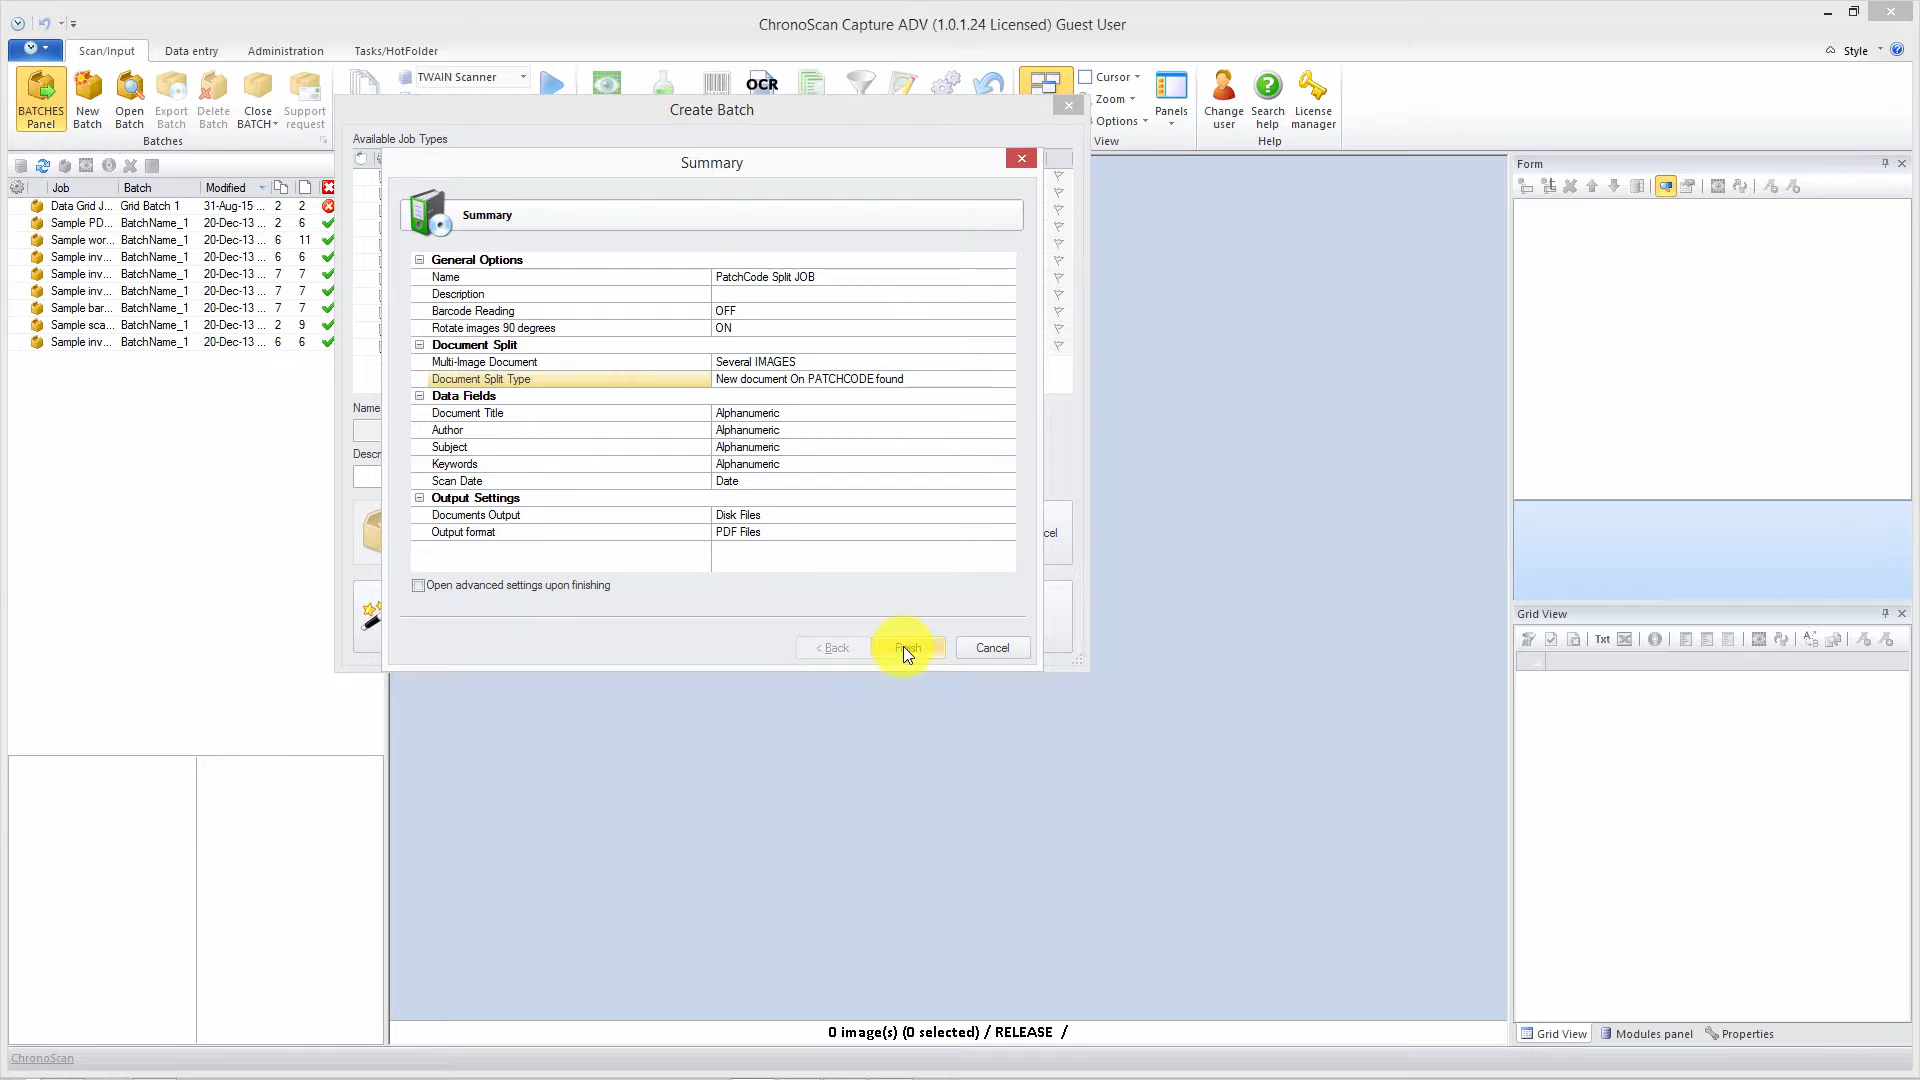 ChronoScan Capture ADV (1.0.1.24 Licensed) Guest User
Scan/Input Data entry Administration Tasks/HotFolder Style
BATCHES Panel
New Batch
Open Batch
Export Batch
Delete Batch
Close BATCH
Support request
TWAIN Scanner
OCR
Cursor
Zoom
Options
Panels
Change user
Search help
License manager
Batches
View
Help
Create Batch
Available Job Types
Name
Descr
cel
Job Batch Modified
Data Grid J... Grid Batch 1 31-Aug-15 ... 2 2
Sample PD... BatchName_1 20-Dec-13 ... 2 6
Sample wor... BatchName_1 20-Dec-13 ... 6 11
Sample inv... BatchName_1 20-Dec-13 ... 6 6
Sample inv... BatchName_1 20-Dec-13 ... 7 7
Sample inv... BatchName_1 20-Dec-13 ... 7 7
Sample bar... BatchName_1 20-Dec-13 ... 7 7
Sample sca... BatchName_1 20-Dec-13 ... 2 9
Sample inv... BatchName_1 20-Dec-13 ... 6 6
Summary
Summary
General Options
Name PatchCode Split JOB
Description
Barcode Reading OFF
Rotate images 90 degrees ON
Document Split
Multi-Image Document Several IMAGES
Document Split Type New document On PATCHCODE found
Data Fields
Document Title Alphanumeric
Author Alphanumeric
Subject Alphanumeric
Keywords Alphanumeric
Scan Date Date
Output Settings
Documents Output Disk Files
Output format PDF Files
Open advanced settings upon finishing
< Back Finish Cancel
Form
Grid View
Txt
0 image(s) (0 selected) / RELEASE /
Grid View Modules panel Properties
ChronoScan